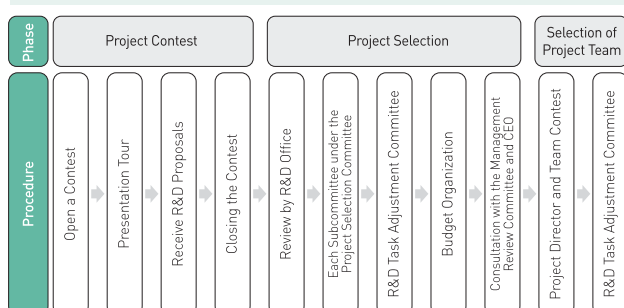 Phase
Project Contest
Project Selection
Selection of
Project Team
Procedure
Open a Contest
Presentation Tour
Receive R&D Proposals
Closing the Contest
Review by R&D Office
Each Subcommittee under the
Project Selection Committee
R&D Task Adjustment Committee
Budget Organization
Consultation with the Management
Review Committee and CEO
Project Director and Team Contest
R&D Task Adjustment Committee